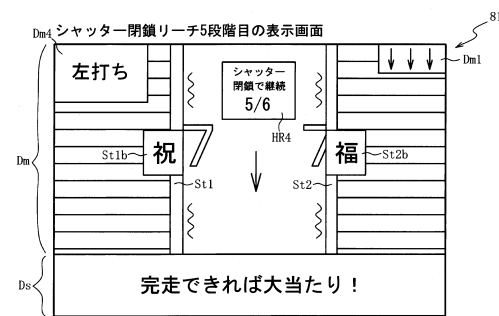 シャッター閉鎖リーチ5段階目の表示画面
81
Dm4
左打ち
シャッター
閉鎖で継続
5/6
HR4
Dm1
Dm
St1b
祝
福
St2b
St1
St2
Ds
完走できれば大当たり！